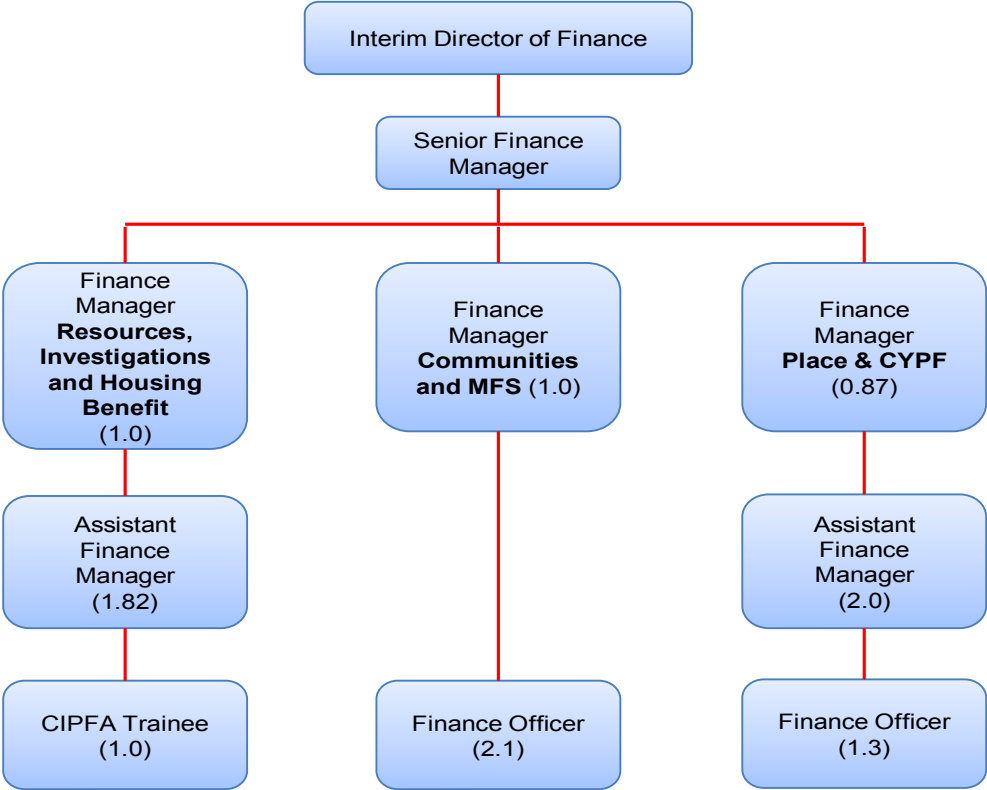 Interim Director of Finance
Senior Finance
Manager
Finance
Manager
Resources,
Investigations
and Housing
Benefit
(1.0)
Finance
Manager
Communities
and MFS (1.0)
Finance
Manager
Place & CYPF
(0.87)
Assistant
Finance
Manager
(1.82)
Assistant
Finance
Manager
(2.0)
CIPFA Trainee
(1.0)
Finance Officer
(2.1)
Finance Officer
(1.3)